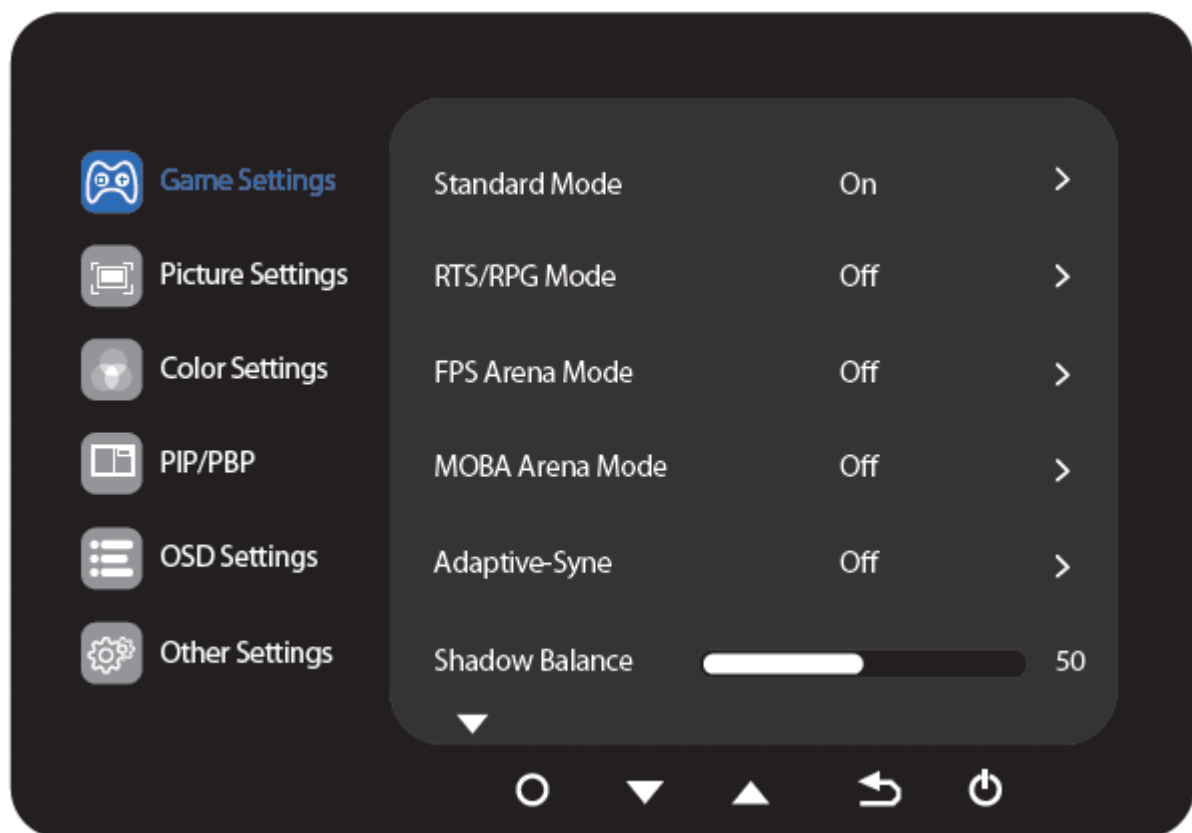 Game Settings
Picture Settings
Color Settings
PIP/PBP
OSD Settings
Other Settings
Standard Mode On
RTS/RPG Mode Off
FPS Arena Mode Off
MOBA Arena Mode Off
Adaptive-Syne Off
Shadow Balance 50